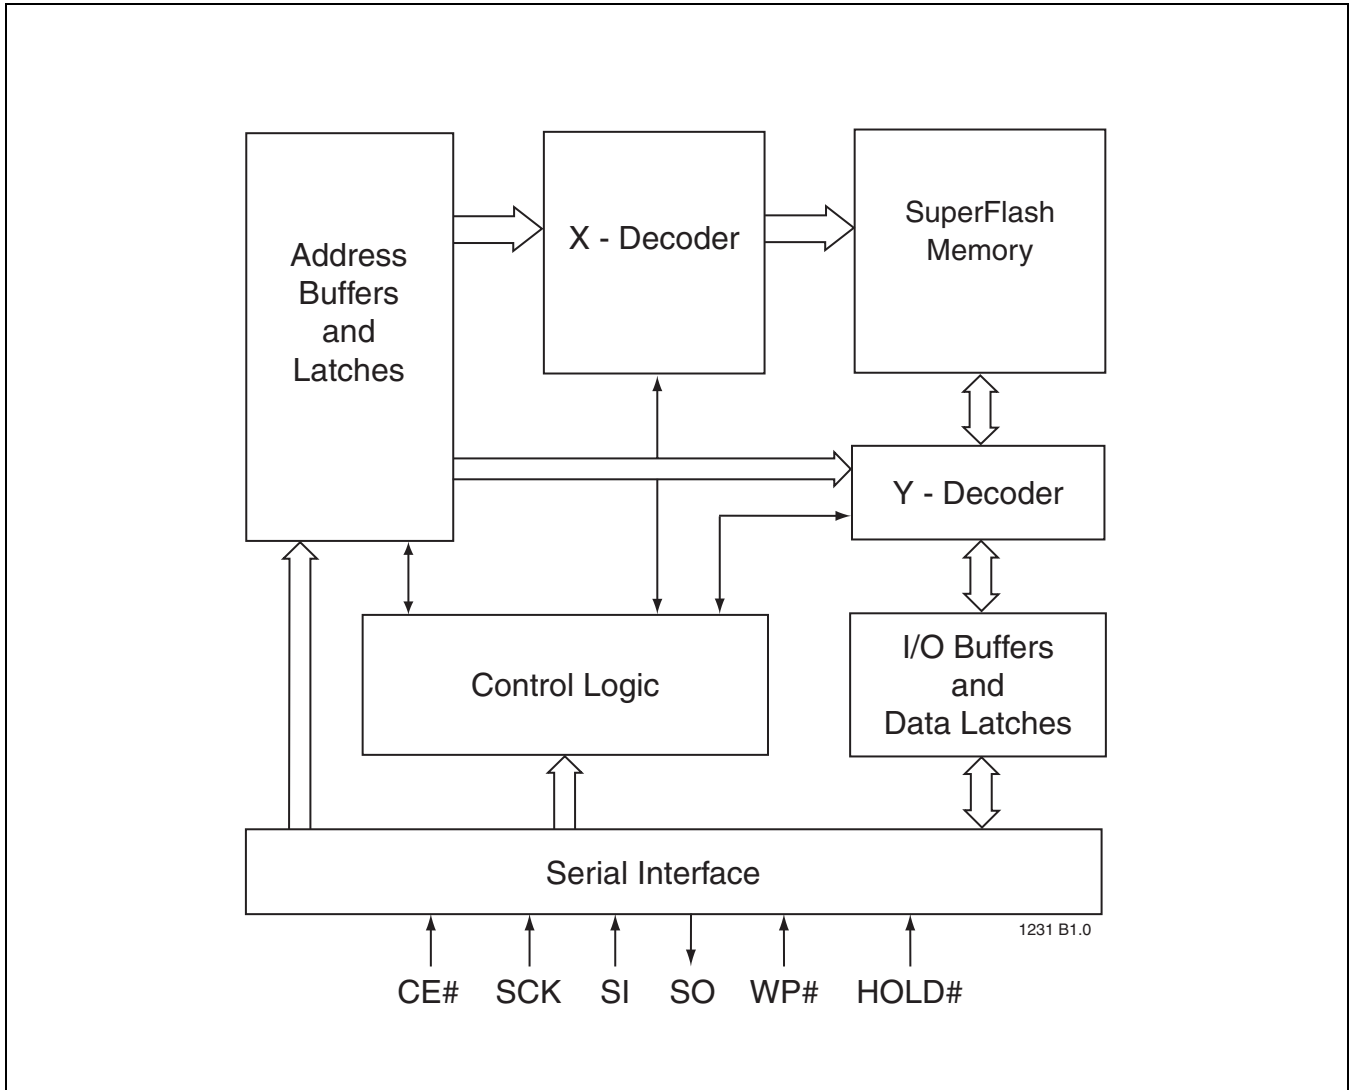 Address
Buffers
and
Latches
X - Decoder
SuperFlash
Memory
Y - Decoder
Control Logic
I/O Buffers
and
Data Latches
Serial Interface
1231 B1.0
CE# SCK SI SO WP# HOLD#